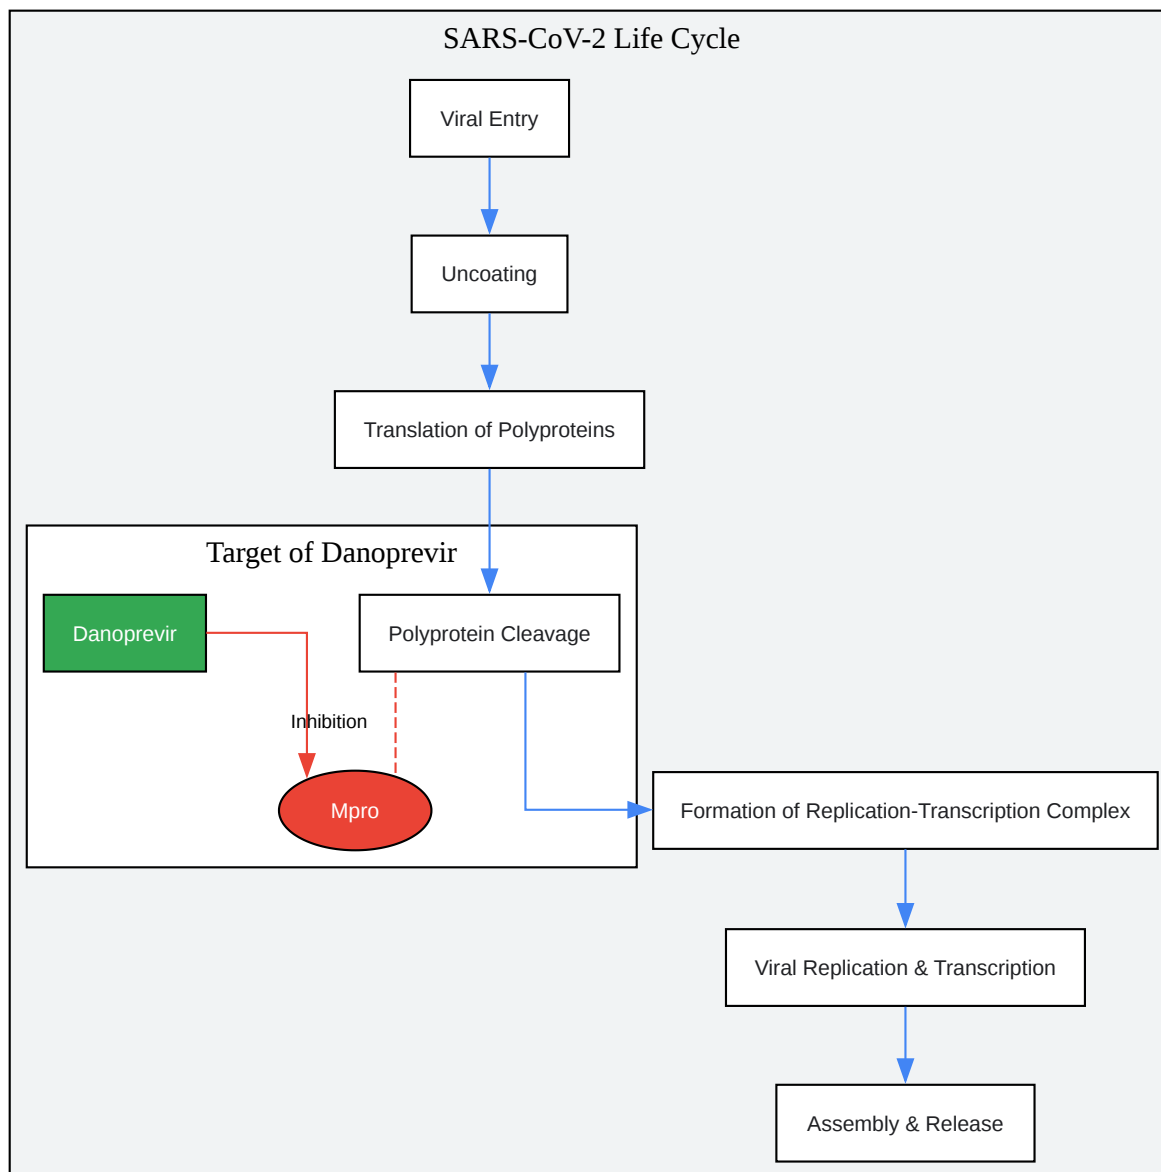 SARS-CoV-2 Life Cycle
Viral Entry
Uncoating
Translation of Polyproteins
Target of Danoprevir
Danoprevir
Polyprotein Cleavage
Inhibition
Mpro
Formation of Replication-Transcription Complex
Viral Replication & Transcription
Assembly & Release